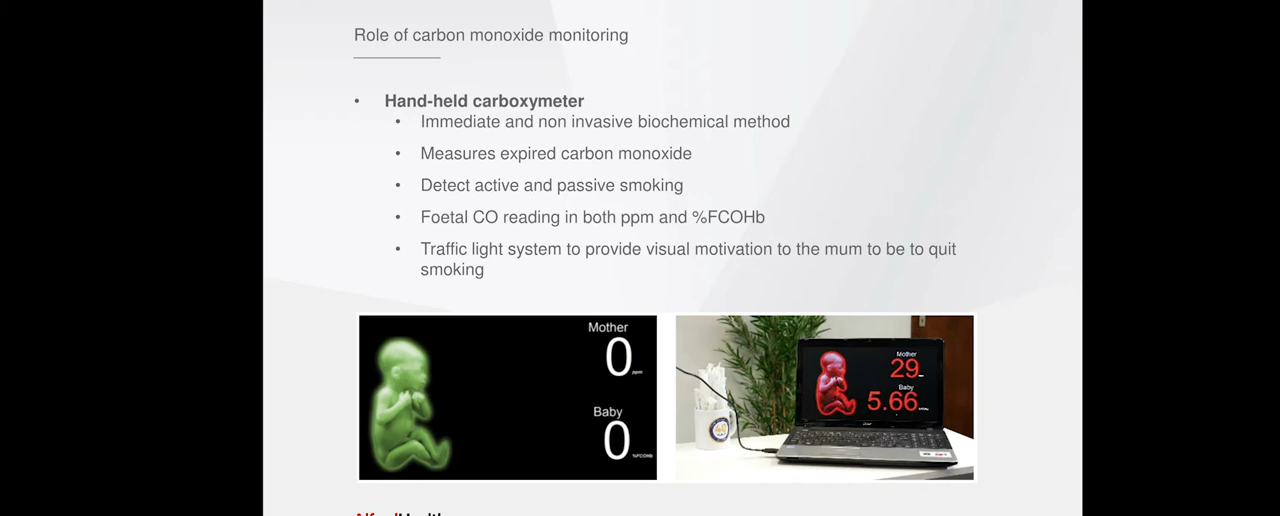 Role of carbon monoxide monitoring
• Hand-held carboxymeter
• Immediate and non invasive biochemical method
• Measures expired carbon monoxide
• Detect active and passive smoking
• Foetal CO reading in both ppm and %FCOHb
• Traffic light system to provide visual motivation to the mum to be to quit
smoking
Mother
0 ppm
Baby
0 %FCOHb
Mother
29
Baby
5.66
40
acer